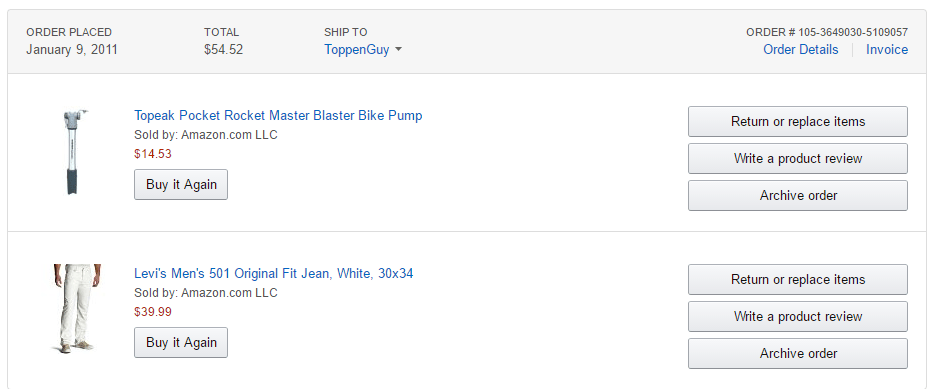 ORDER PLACED
January 9, 2011
TOTAL
$54.52
SHIP TO
ToppenGuy
ORDER # 105-3649030-5109057
Order Details
Invoice
Topeak Pocket Rocket Master Blaster Bike Pump
Sold by: Amazon.com LLC
$14.53
Buy it Again
Return or replace items
Write a product review
Archive order
Levi's Men's 501 Original Fit Jean, White, 30x34
Sold by: Amazon.com LLC
$39.99
Buy it Again
Return or replace items
Write a product review
Archive order